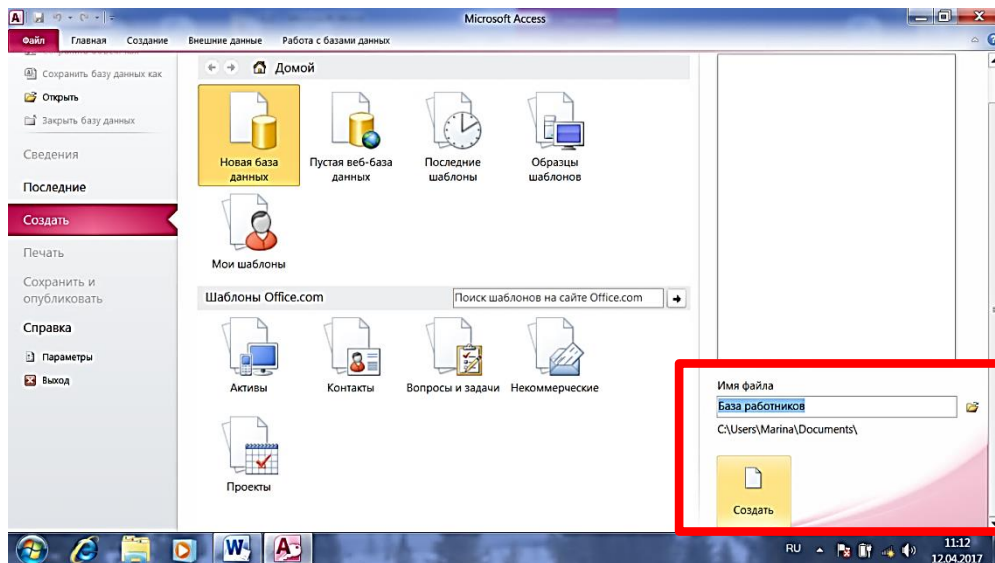 Microsoft Access
Файл Главная Создание Внешние данные Работа с базами данных
Сохранить базу данных как
Открыть
Закрыть базу данных
Сведения
Последние
Создать
Печать
Сохранить и
опубликовать
Справка
Параметры
Выход
Домой
Новая база
данных
Пустая веб-база
данных
Последние
шаблоны
Образцы
шаблонов
Мои шаблоны
Шаблоны Office.com
Поиск шаблонов на сайте Office.com
Активы
Контакты
Вопросы и задачи
Некоммерческие
Проекты
Имя файла
База работников
C:\Users\Marina\Documents\
Создать
RU
11:12
12.04.2017